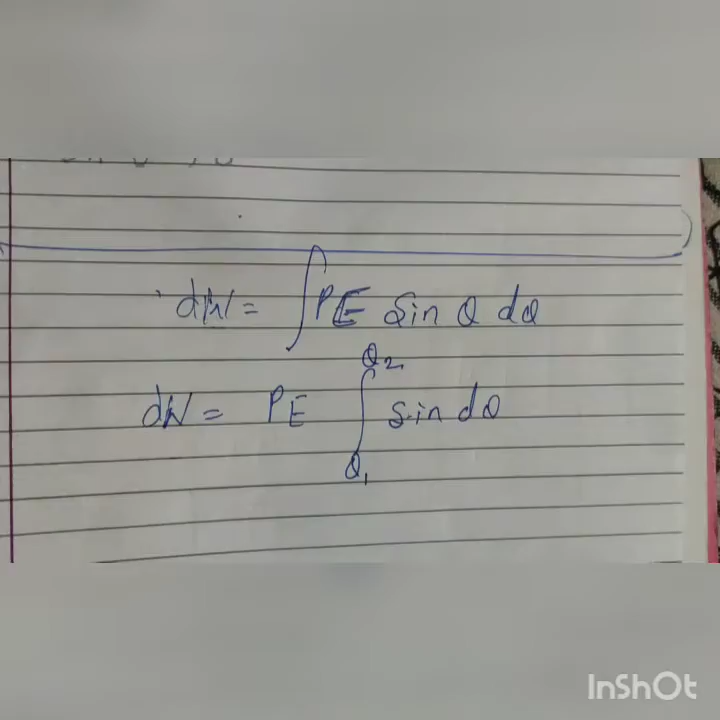 dW = ∫PE Sin θ dθ
θ2
dW = PE ∫ Sin dθ
θ1
InShOt